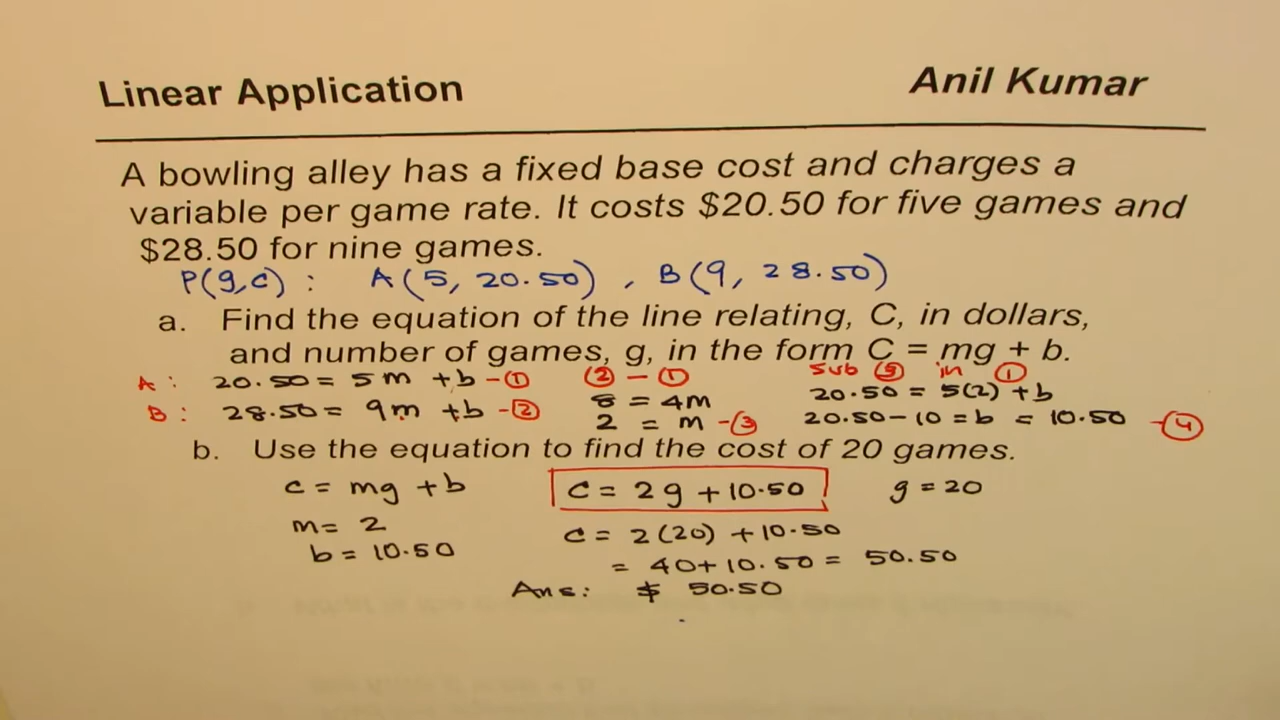 Linear Application Anil Kumar
A bowling alley has a fixed base cost and charges a
variable per game rate. It costs $20.50 for five games and
$28.50 for nine games.
P(g,c) : A(5, 20.50) , B(9, 28.50)
a. Find the equation of the line relating, C, in dollars,
and number of games, g, in the form C = mg + b.
A : 20.50 = 5m + b - ① ② - ① Sub ③ in ①
8 = 4m 20.50 = 5(2) + b
B : 28.50 = 9m + b - ② 2 = m - ③ 20.50 - 10 = b = 10.50 - ④
b. Use the equation to find the cost of 20 games.
C = mg + b C = 2g + 10.50 g = 20
m = 2 C = 2(20) + 10.50
b = 10.50 = 40 + 10.50 = 50.50
Ans: $ 50.50